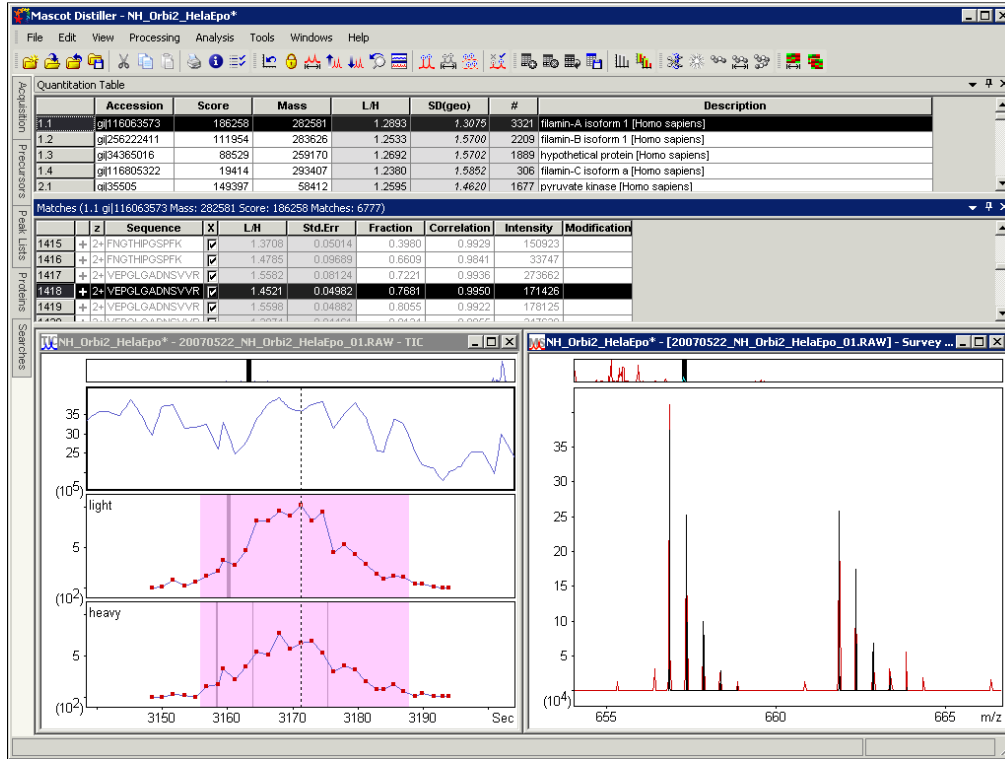 Mascot Distiller - NH_Orbi2_HelaEpo*
File Edit View Processing Analysis Tools Windows Help
Quantitation Table
Accession Score Mass L/H SD(geo) # Description
1.1 gi|116063573 186258 282581 1.2893 1.3075 3321 filamin-A isoform 1 [Homo sapiens]
1.2 gi|256222411 111954 283626 1.2533 1.5700 2209 filamin-B isoform 1 [Homo sapiens]
1.3 gi|34365016 88529 259170 1.2692 1.5702 1889 hypothetical protein [Homo sapiens]
1.4 gi|116805322 19414 293407 1.2380 1.5852 306 filamin-C isoform a [Homo sapiens]
2.1 gi|35505 149397 58412 1.2595 1.4620 1677 pyruvate kinase [Homo sapiens]
Acquisition
Precursors
Peak Lists
Proteins
Searches
Matches (1.1 gi|116063573 Mass: 282581 Score: 186258 Matches: 6777)
z Sequence X L/H Std.Err Fraction Correlation Intensity Modification
1415 + 2+ FNGTHIPGSPFK 1.3708 0.05014 0.3980 0.9929 150923
1416 + 2+ FNGTHIPGSPFK 1.4785 0.09689 0.6609 0.9841 33747
1417 + 2+ VEPGLGADNSVVR 1.5582 0.08124 0.7221 0.9936 273662
1418 + 2+ VEPGLGADNSVVR 1.4521 0.04982 0.7681 0.9950 171426
1419 + 2+ VEPGLGADNSVVR 1.5598 0.04882 0.8055 0.9922 178125
NH_Orbi2_HelaEpo* - 20070522_NH_Orbi2_HelaEpo_01.RAW - TIC
35
30
25
5
(10⁵)
light
5
2
(10²)
heavy
5
2
(10²)
3150 3160 3170 3180 3190 Sec
NH_Orbi2_HelaEpo* - [20070522_NH_Orbi2_HelaEpo_01.RAW] - Survey ...
35
30
25
20
15
10
5
(10⁴)
655 660 665 m/z